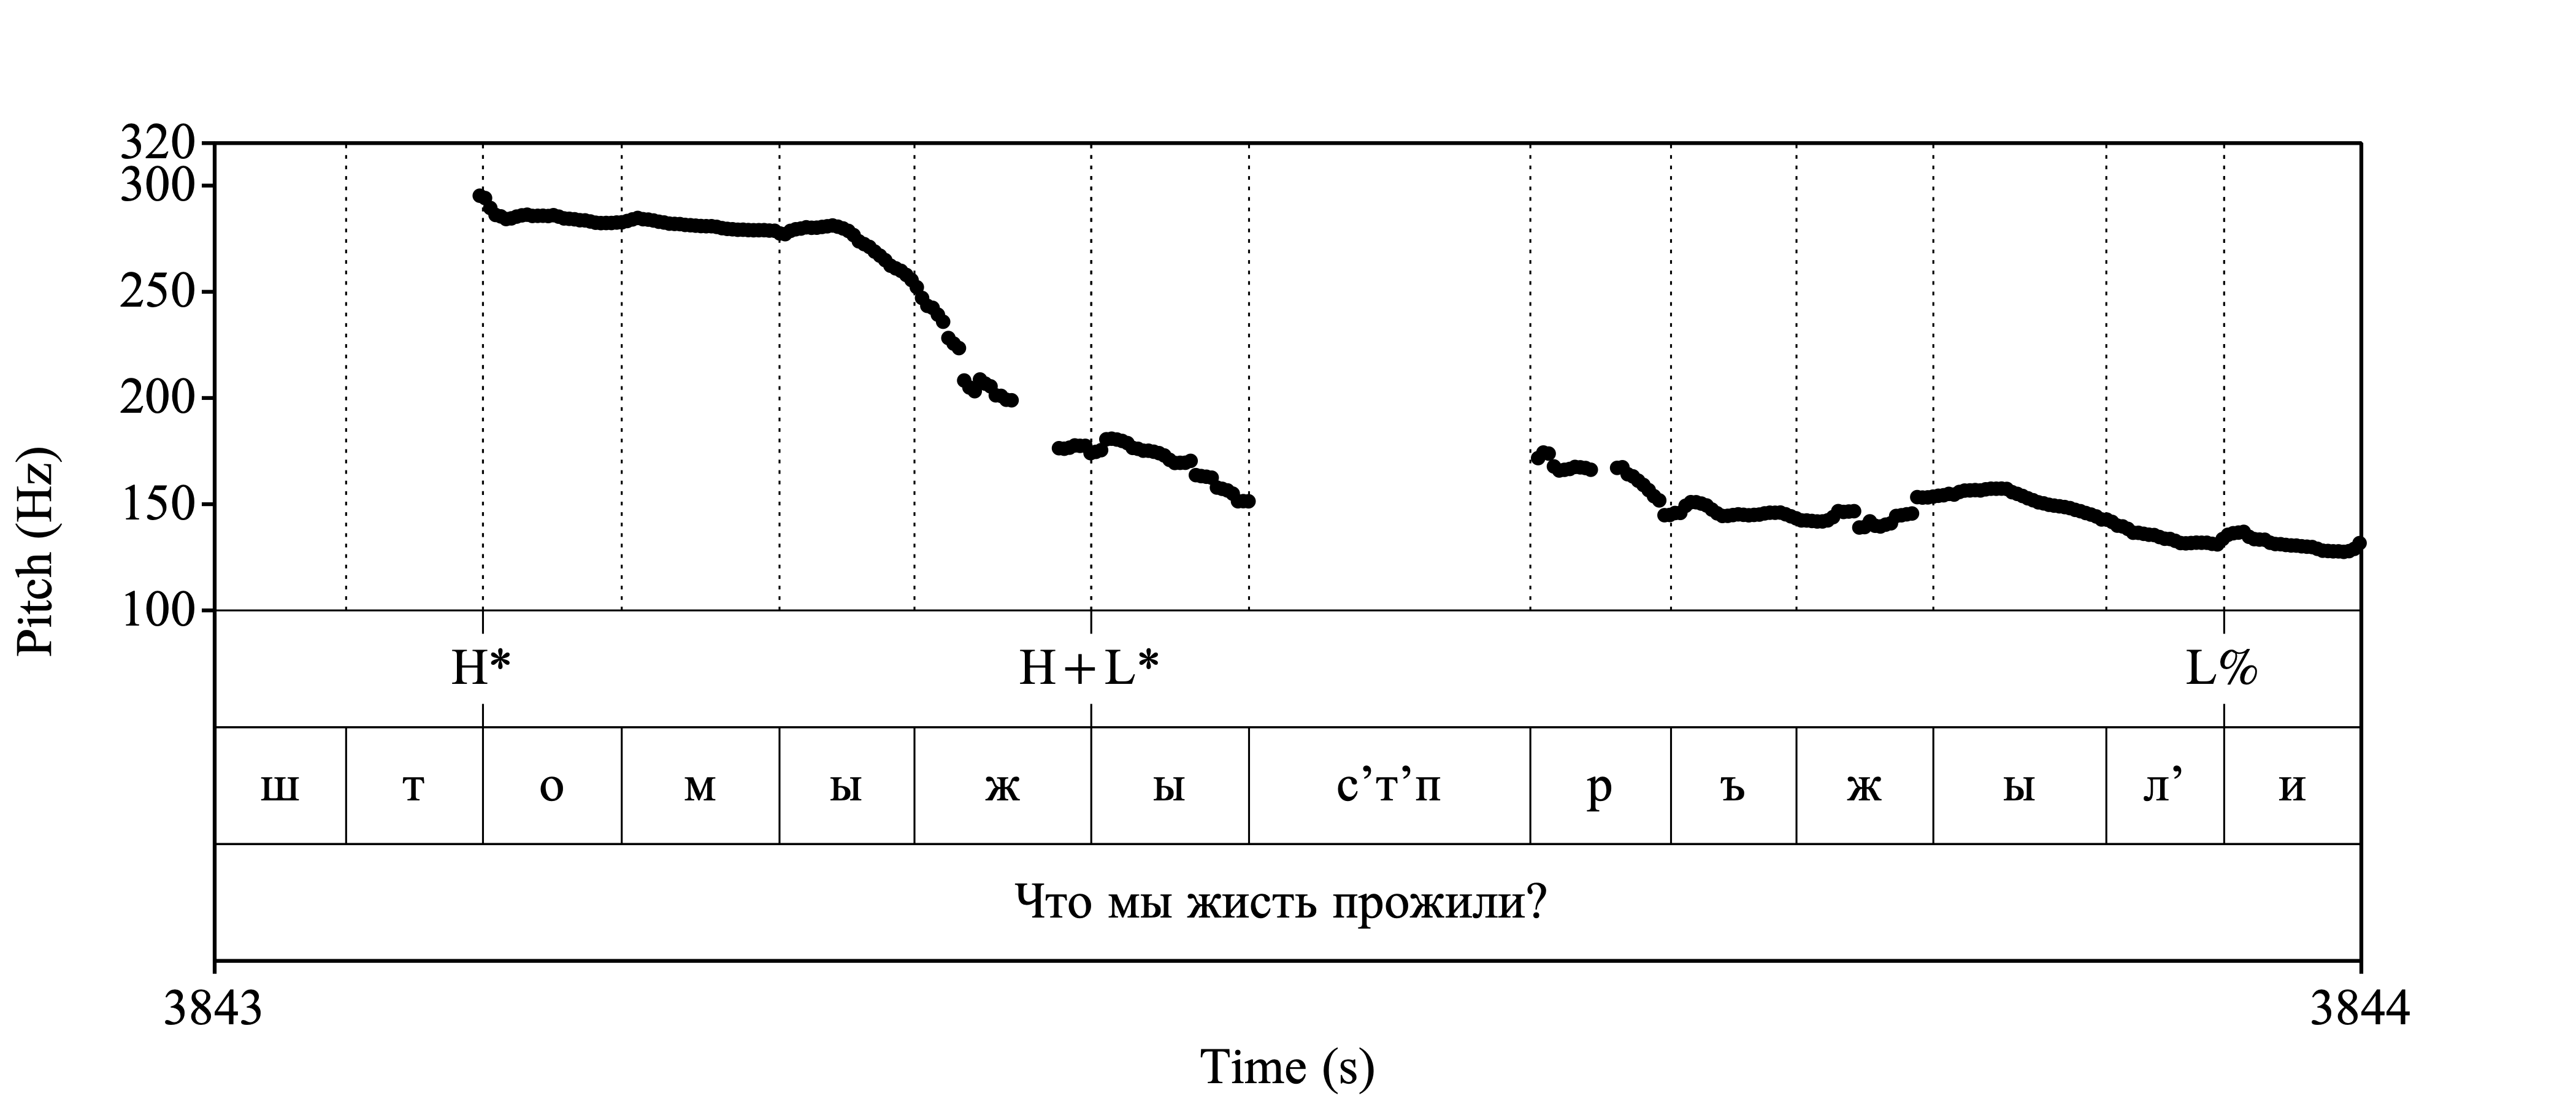 320
300
250
200
150
100
Pitch (Hz)
H* H+L* L%
ш т о м ы ж ы с’т’п р ъ ж ы л’ и
Что мы жисть прожили?
3843 3844
Time (s)